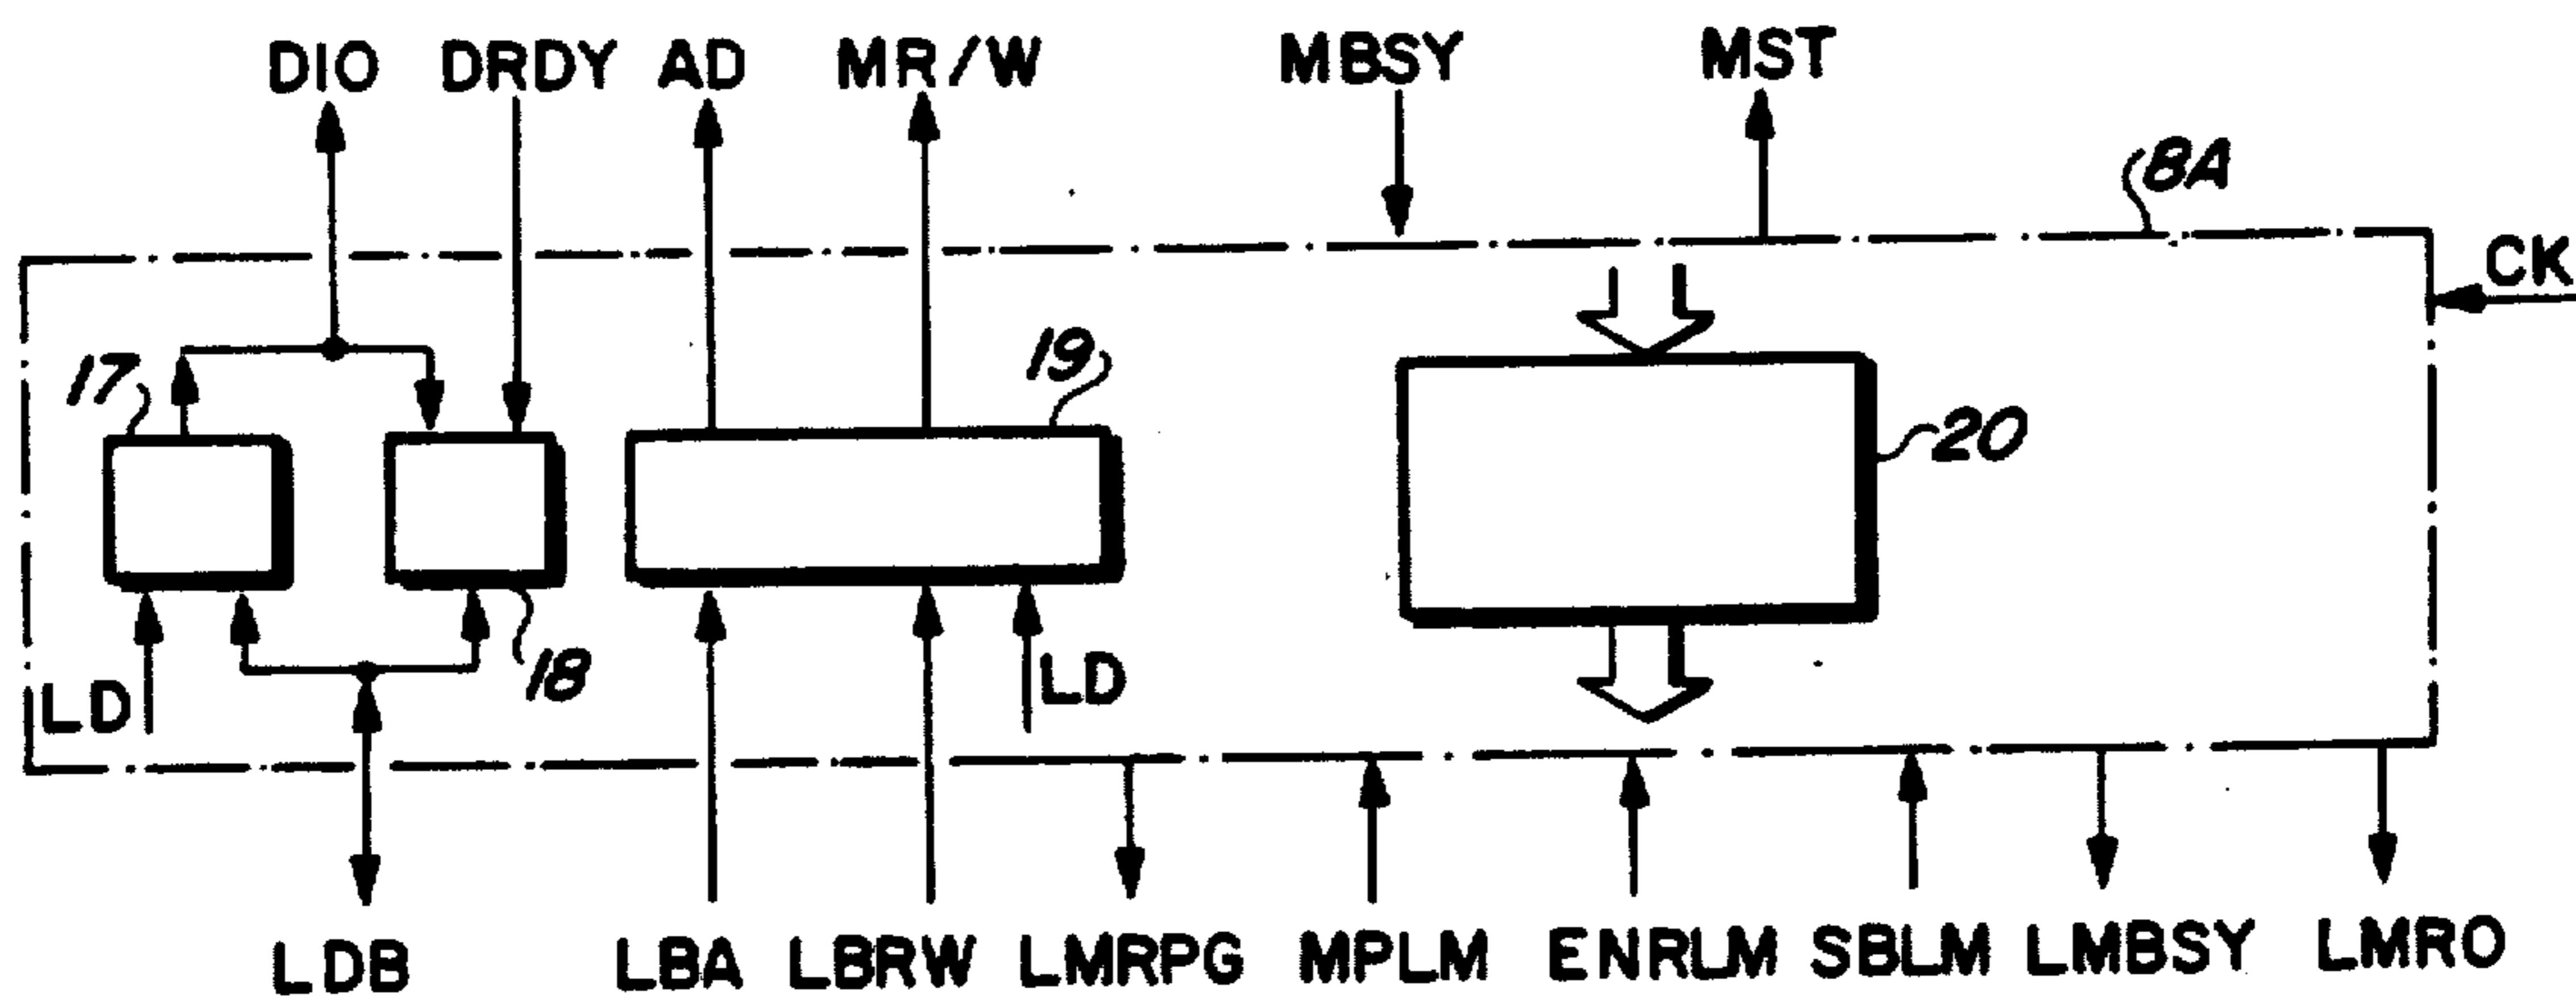 DIO DRDY AD MR/W MBSY MST
8A
CK
17 19
20
18
LD LD
LDB LBA LBRW LMRPG MPLM ENRLM SBLM LMBSY LMRO